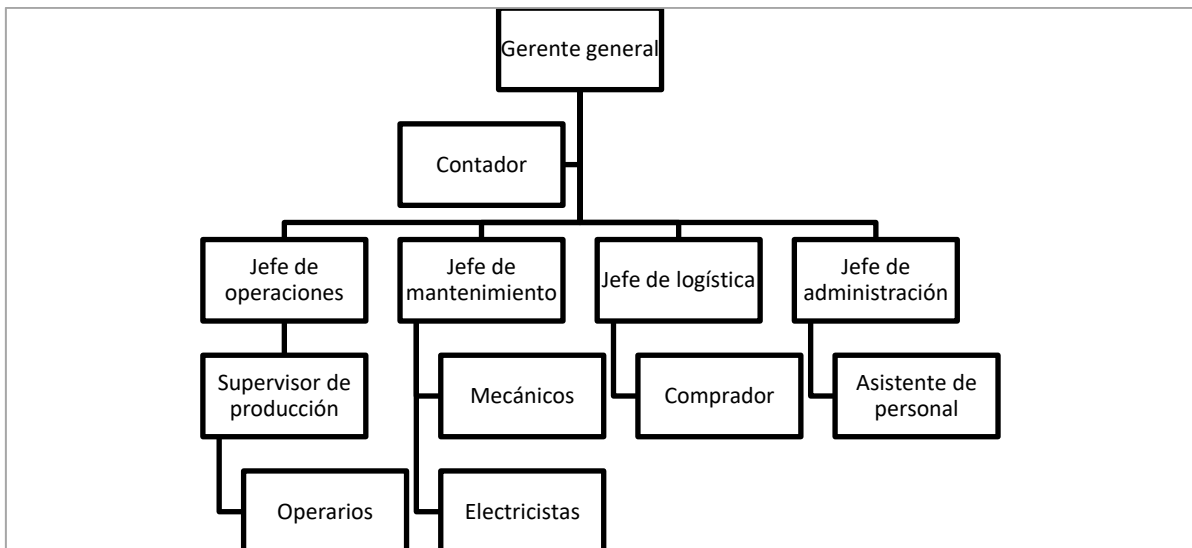 Gerente general
Contador
Jefe de
operaciones
Jefe de
mantenimiento
Jefe de logística
Jefe de
administración
Supervisor de
producción
Mecánicos
Comprador
Asistente de
personal
Operarios
Electricistas